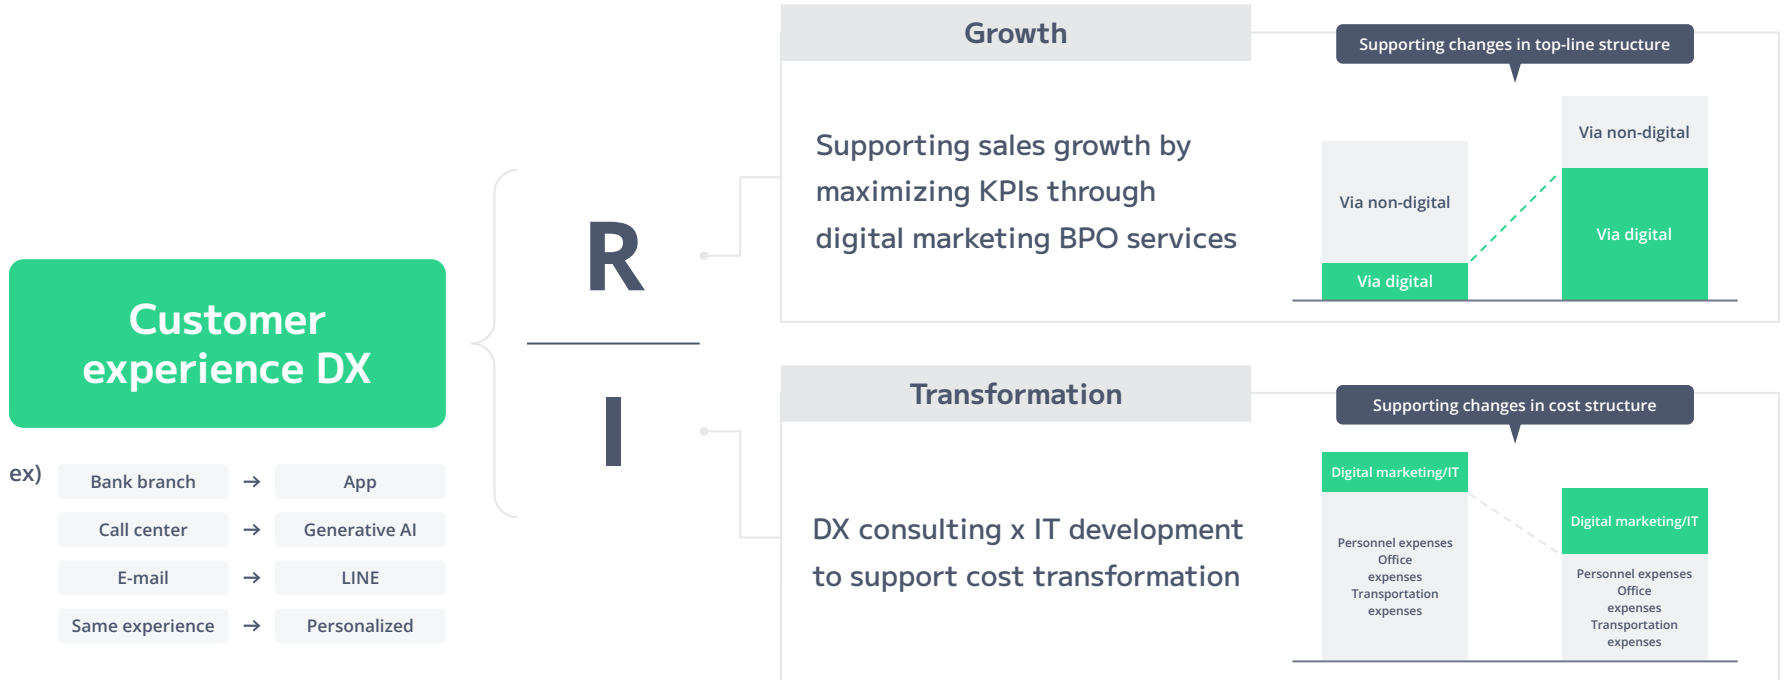 Customer
experience DX
ex)
Bank branch → App
Call center → Generative AI
E-mail → LINE
Same experience → Personalized
R
I
Growth
Supporting sales growth by
maximizing KPIs through
digital marketing BPO services
Supporting changes in top-line structure
Via non-digital
Via digital
Via non-digital
Via digital
Transformation
DX consulting x IT development
to support cost transformation
Supporting changes in cost structure
Digital marketing/IT
Personnel expenses
Office
expenses
Transportation
expenses
Digital marketing/IT
Personnel expenses
Office
expenses
Transportation
expenses